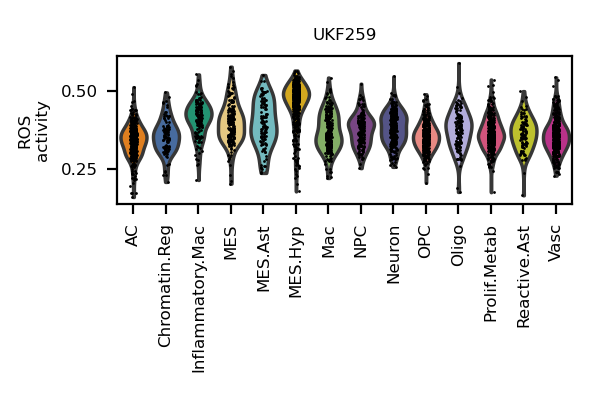 UKF259
ROS
activity
0.50
0.25
AC
Chromatin.Reg
Inflammatory.Mac
MES
MES.Ast
MES.Hyp
Mac
NPC
Neuron
OPC
Oligo
Prolif.Metab
Reactive.Ast
Vasc